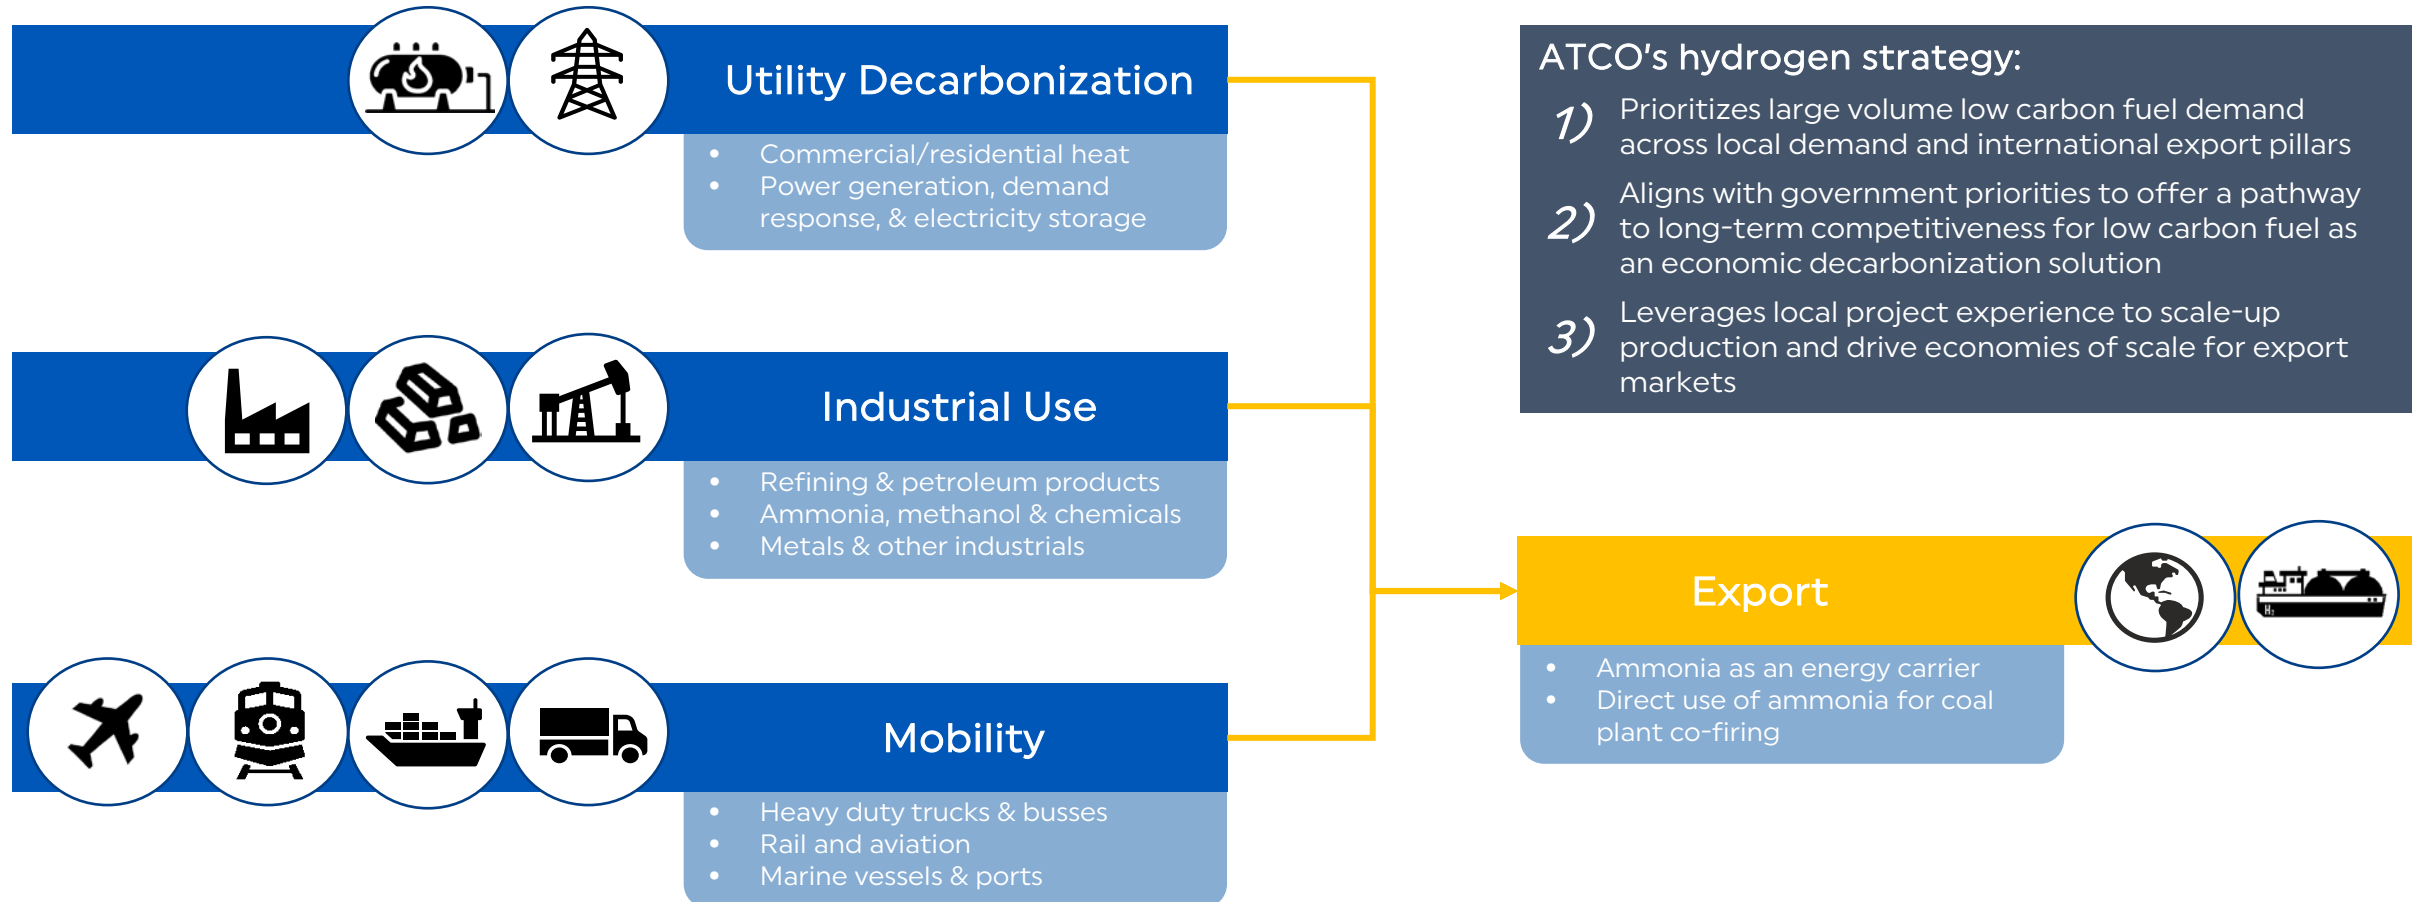 Utility Decarbonization
• Commercial/residential heat
• Power generation, demand
response, & electricity storage
Industrial Use
• Refining & petroleum products
• Ammonia, methanol & chemicals
• Metals & other industrials
Mobility
• Heavy duty trucks & busses
• Rail and aviation
• Marine vessels & ports
ATCO's hydrogen strategy:
1) Prioritizes large volume low carbon fuel demand
across local demand and international export pillars
2) Aligns with government priorities to offer a pathway
to long-term competitiveness for low carbon fuel as
an economic decarbonization solution
3) Leverages local project experience to scale-up
production and drive economies of scale for export
markets
Export
H₂
• Ammonia as an energy carrier
• Direct use of ammonia for coal
plant co-firing